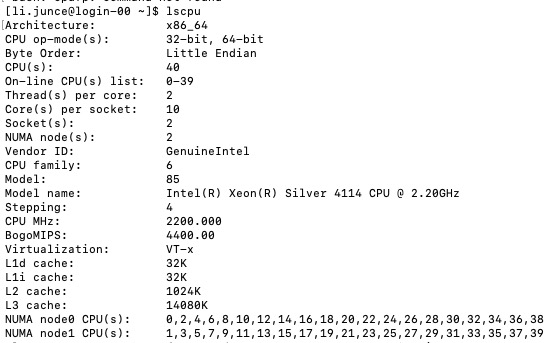 [li.junce@login-00 ~]$ lscpu
Architecture: x86_64
CPU op-mode(s): 32-bit, 64-bit
Byte Order: Little Endian
CPU(s): 40
On-line CPU(s) list: 0-39
Thread(s) per core: 2
Core(s) per socket: 10
Socket(s): 2
NUMA node(s): 2
Vendor ID: GenuineIntel
CPU family: 6
Model: 85
Model name: Intel(R) Xeon(R) Silver 4114 CPU @ 2.20GHz
Stepping: 4
CPU MHz: 2200.000
BogoMIPS: 4400.00
Virtualization: VT-x
L1d cache: 32K
L1i cache: 32K
L2 cache: 1024K
L3 cache: 14080K
NUMA node0 CPU(s): 0,2,4,6,8,10,12,14,16,18,20,22,24,26,28,30,32,34,36,38
NUMA node1 CPU(s): 1,3,5,7,9,11,13,15,17,19,21,23,25,27,29,31,33,35,37,39